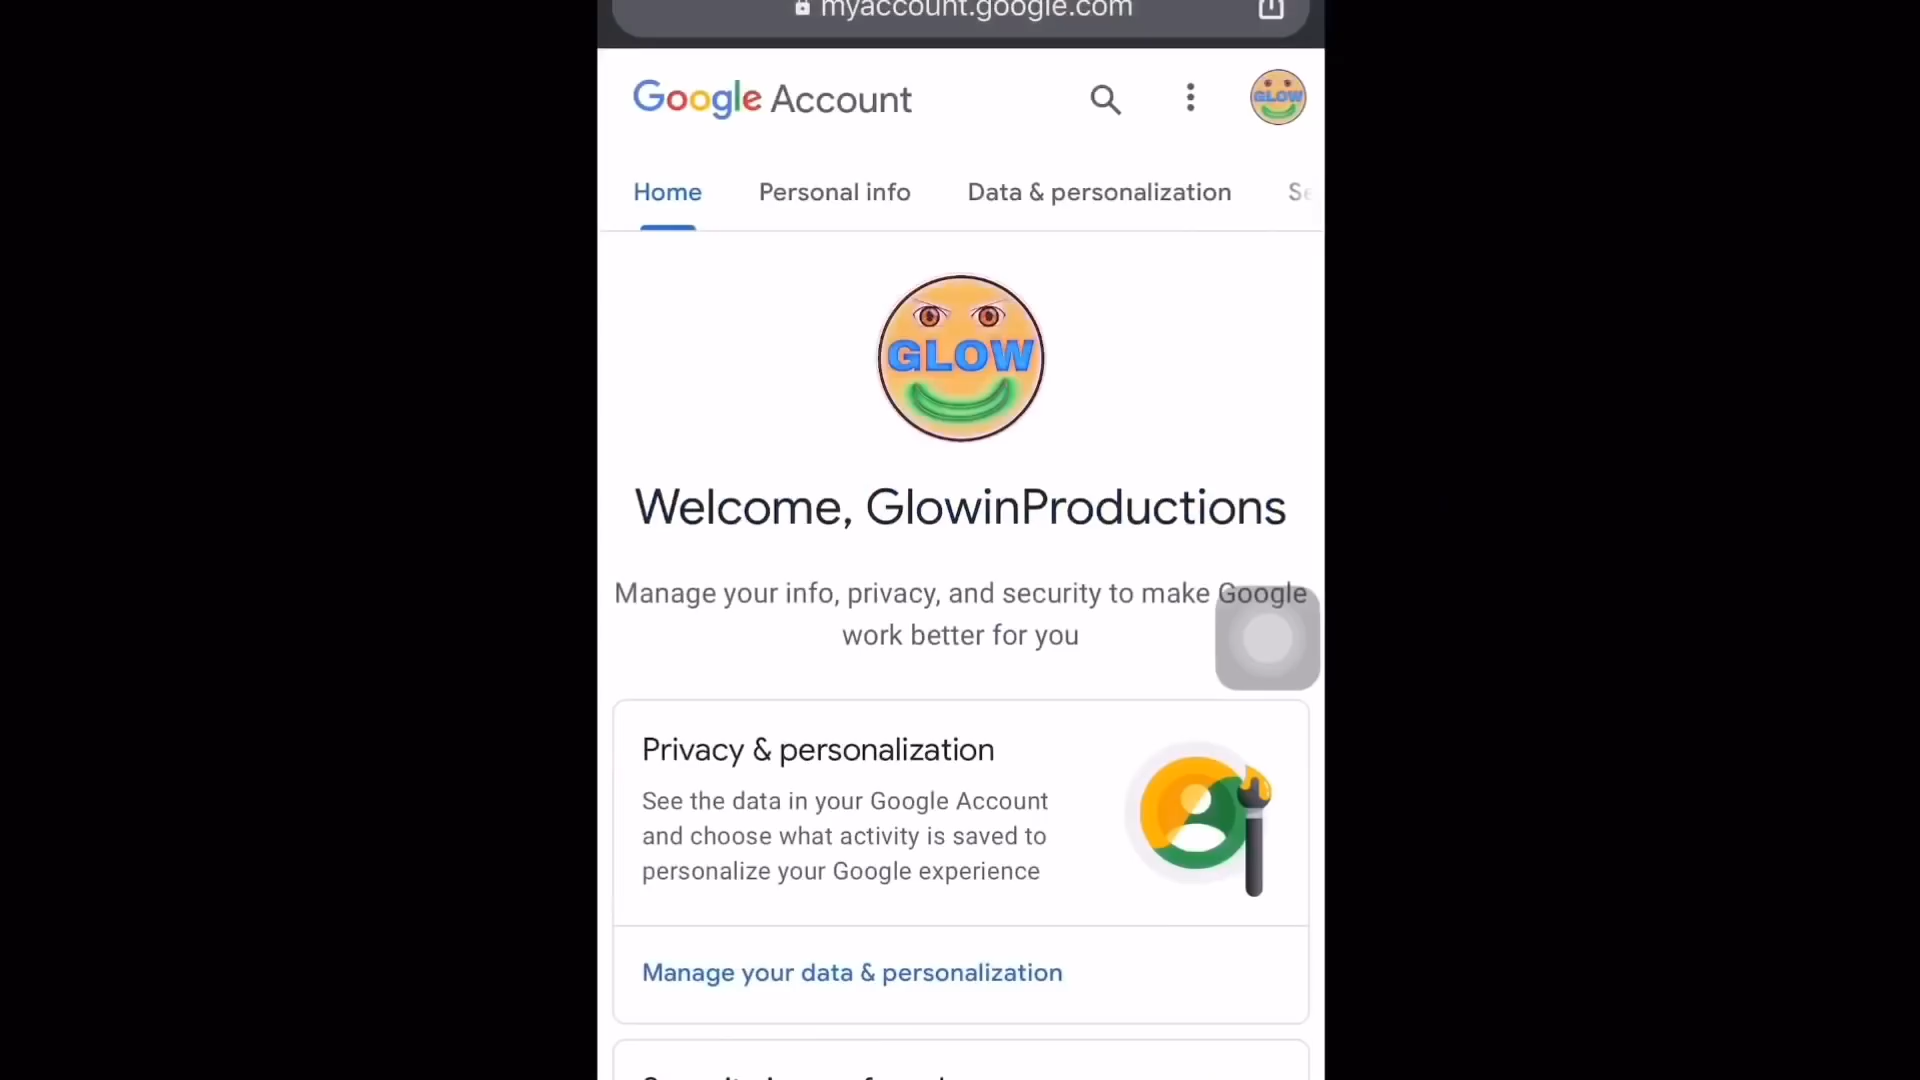 myaccount.google.com
Google Account
GLOW
Home Personal info Data & personalization
GLOW
Welcome, GlowinProductions
Manage your info, privacy, and security to make Google
work better for you
Privacy & personalization
See the data in your Google Account
and choose what activity is saved to
personalize your Google experience
Manage your data & personalization